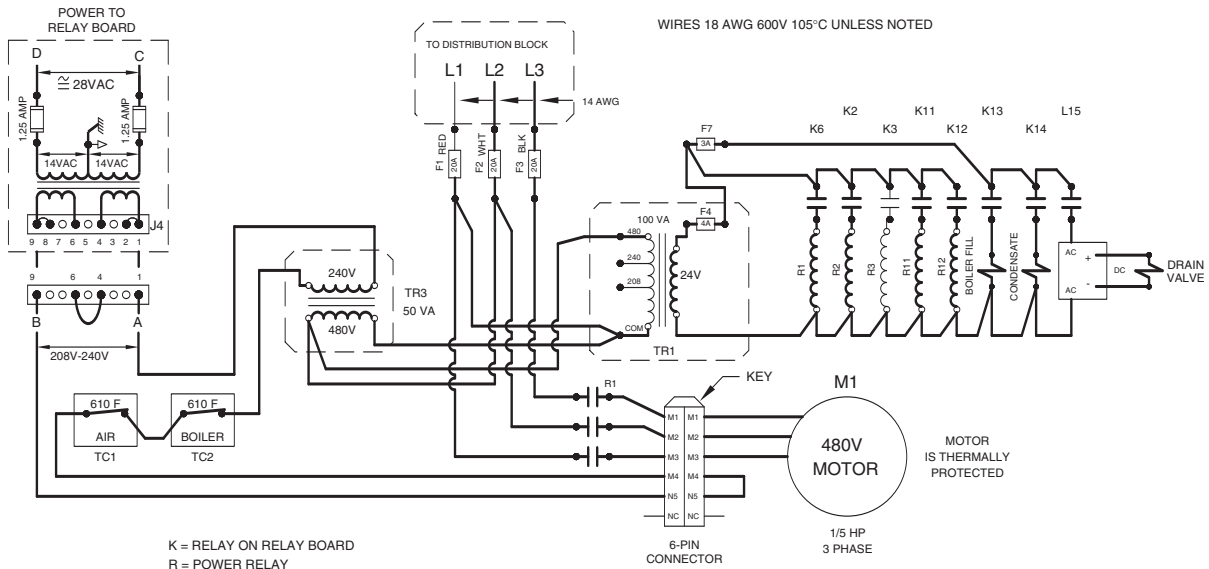 POWER TO
RELAY BOARD
D
C
28VAC
1.25 AMP
1.25 AMP
14VAC
14VAC
J4
9 8 7 6 5 4 3 2 1
9 6 4 1
B
A
208V-240V
610 F
AIR
TC1
610 F
BOILER
TC2
240V
480V
TR3
50 VA
TO DISTRIBUTION BLOCK
L1 L2 L3
14 AWG
F1 RED
20A
F2 WHT
20A
F3 BLK
20A
WIRES 18 AWG 600V 105°C UNLESS NOTED
100 VA
480
240
208
COM
24V
TR1
F4
4A
F7
3A
K6
K2
K3
K11
K12
K13
K14
L15
R1
R2
R3
R11
R12
BOILER FILL
CONDENSATE
AC
AC
+
-
DC
DRAIN
VALVE
R1
KEY
M1 M1
M2 M2
M3 M3
M4 M4
N5 N5
NC NC
6-PIN
CONNECTOR
M1
480V
MOTOR
1/5 HP
3 PHASE
MOTOR
IS THERMALLY
PROTECTED
K = RELAY ON RELAY BOARD
R = POWER RELAY